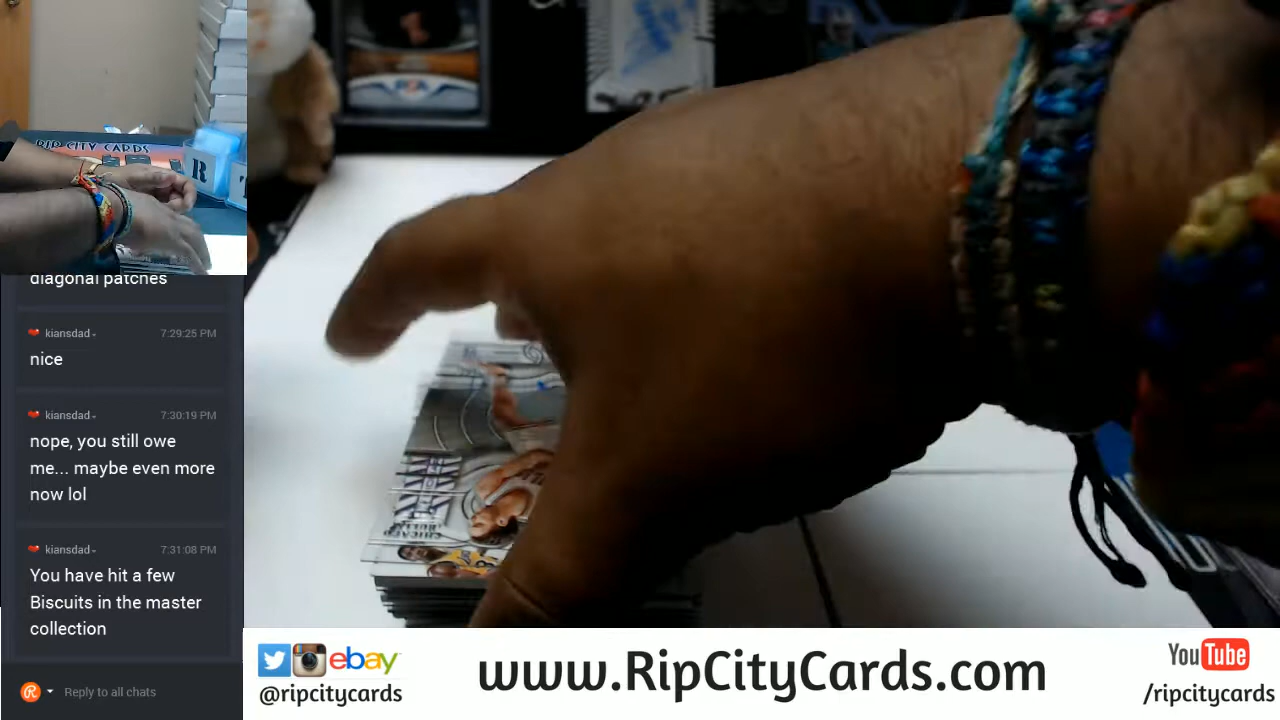 RIP CITY CARDS
R
diagonal patches
kiansdad
7:29:25 PM
nice
kiansdad
7:30:19 PM
nope, you still owe
me... maybe even more
now lol
kiansdad
7:31:08 PM
You have hit a few
Biscuits in the master
collection
Reply to all chats
ebay
@ripcitycards
www.RipCityCards.com
YouTube
/ripcitycards